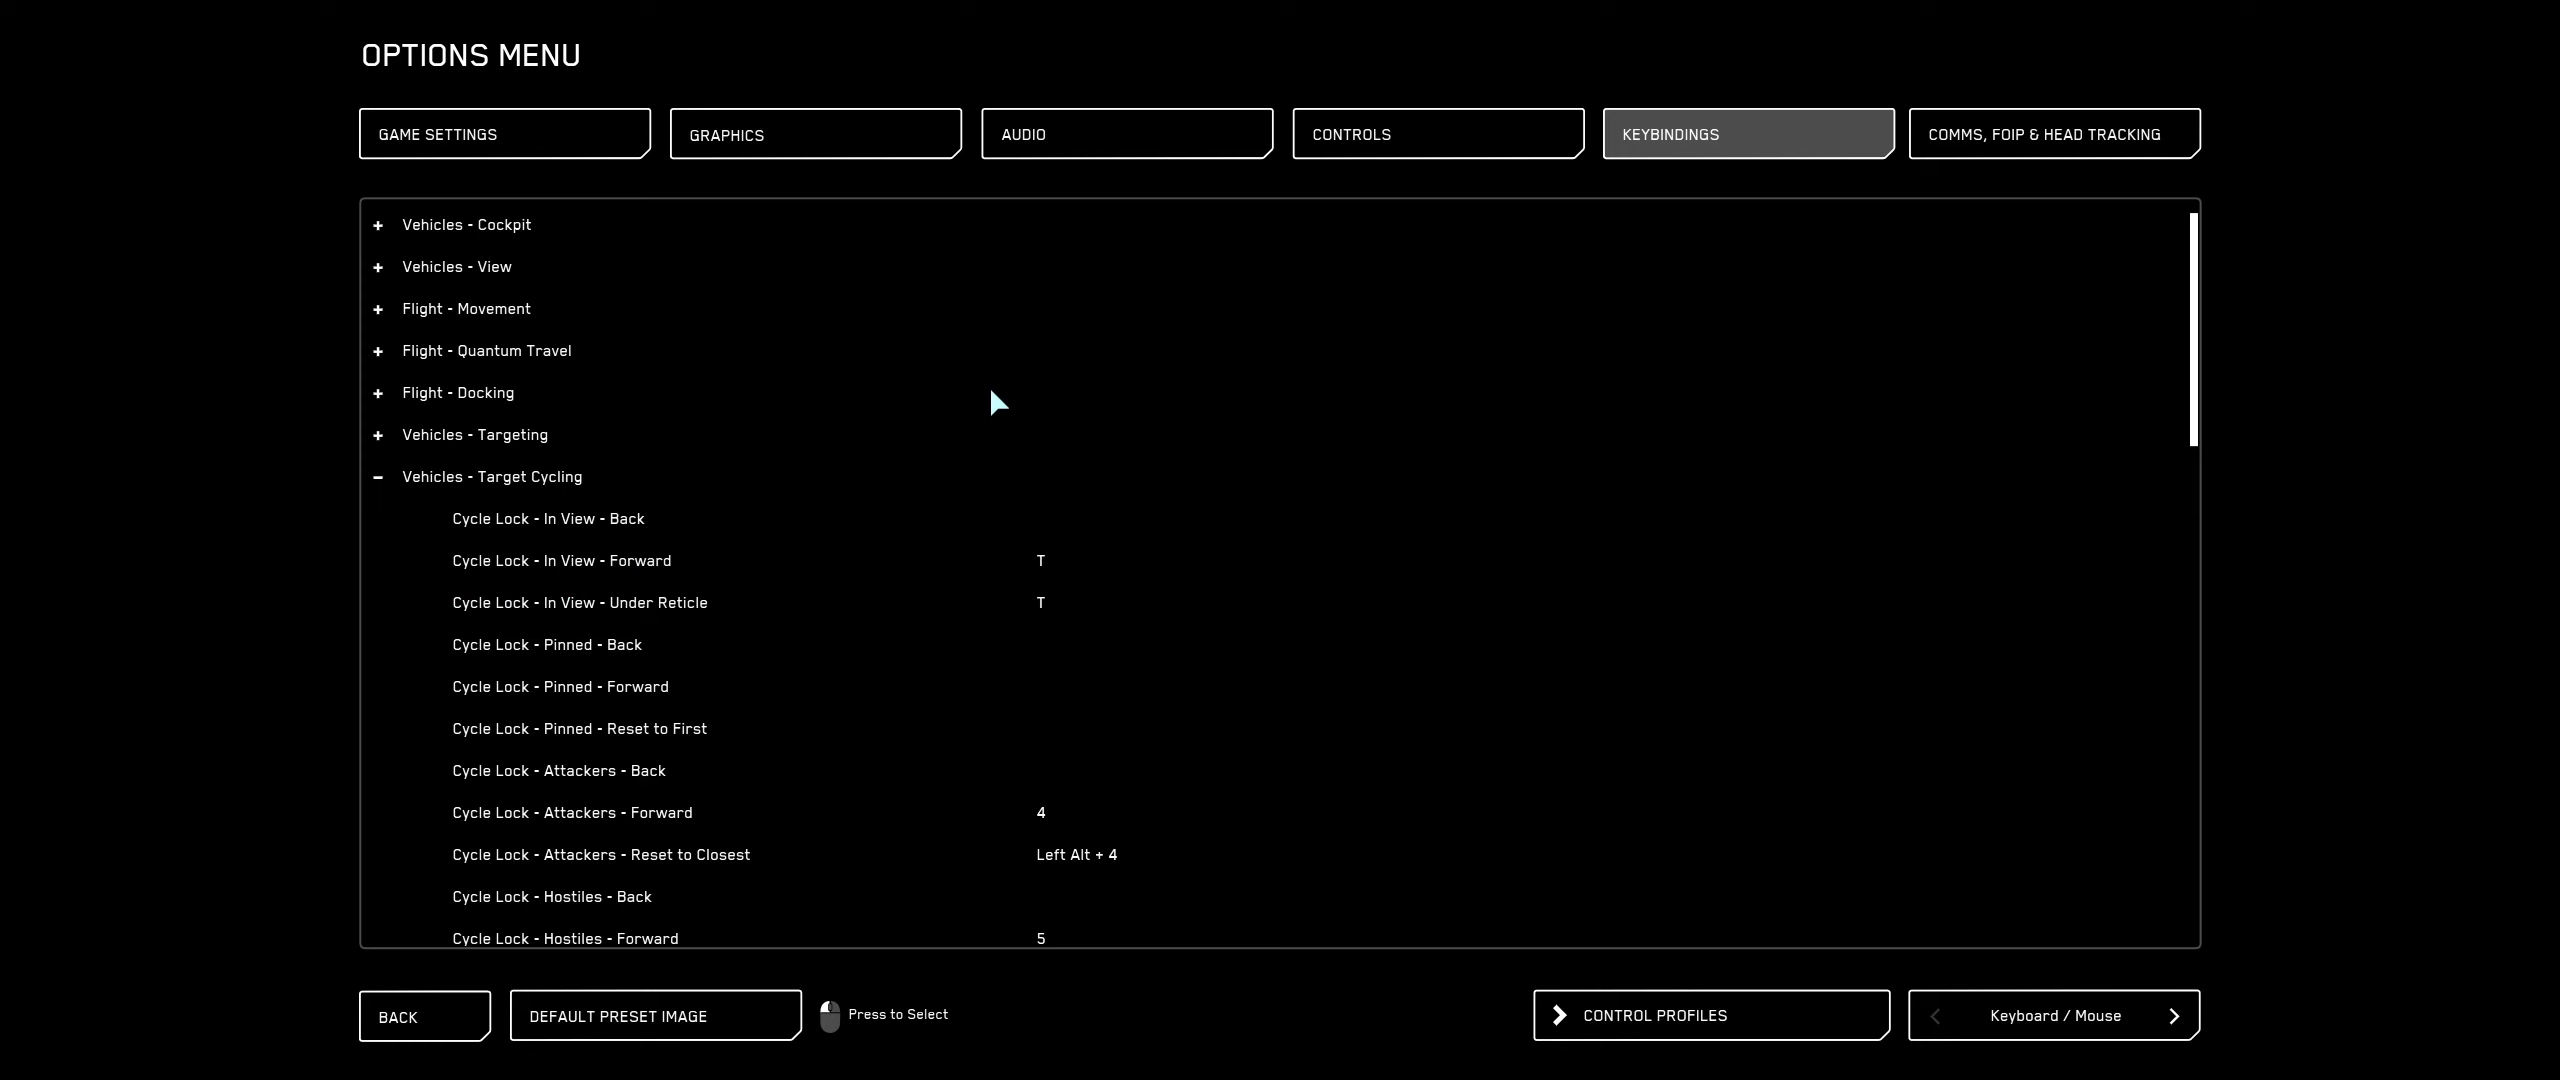 OPTIONS MENU
GAME SETTINGS
GRAPHICS
AUDIO
CONTROLS
KEYBINDINGS
COMMS, FOIP & HEAD TRACKING
+ Vehicles - Cockpit
+ Vehicles - View
+ Flight - Movement
+ Flight - Quantum Travel
+ Flight - Docking
+ Vehicles - Targeting
- Vehicles - Target Cycling
Cycle Lock - In View - Back
Cycle Lock - In View - Forward T
Cycle Lock - In View - Under Reticle T
Cycle Lock - Pinned - Back
Cycle Lock - Pinned - Forward
Cycle Lock - Pinned - Reset to First
Cycle Lock - Attackers - Back
Cycle Lock - Attackers - Forward 4
Cycle Lock - Attackers - Reset to Closest Left Alt + 4
Cycle Lock - Hostiles - Back
Cycle Lock - Hostiles - Forward 5
BACK
DEFAULT PRESET IMAGE
Press to Select
CONTROL PROFILES
Keyboard / Mouse